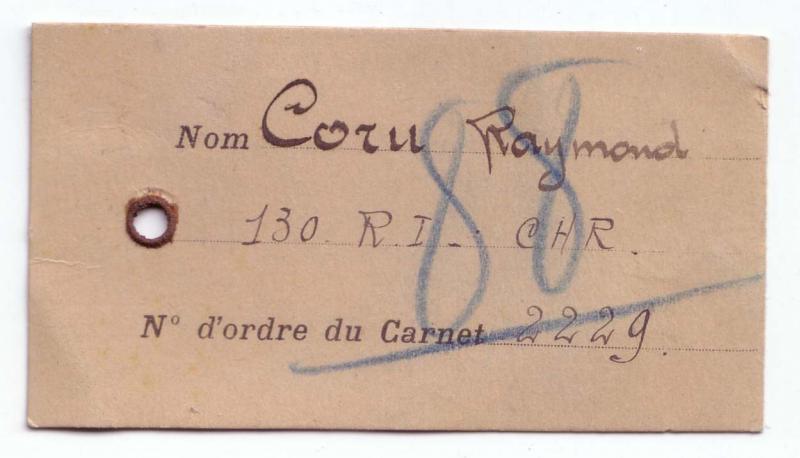 Nom Coru Raymond
130 R.I. CHR
N° d'ordre du Carnet 2229.
88